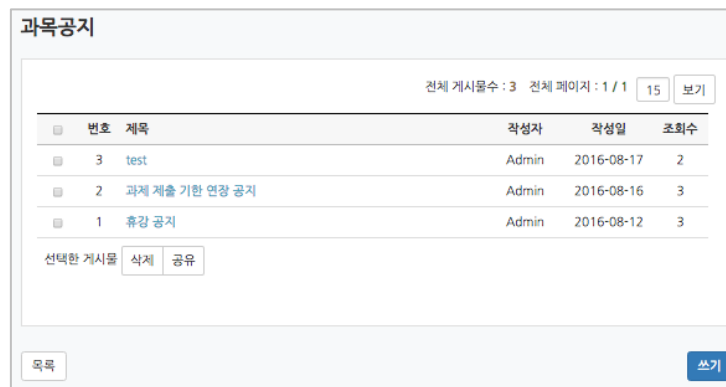 과목공지
전체 게시물수 : 3 전체 페이지 : 1 / 1 15 보기
번호 제목 작성자 작성일 조회수
3 test Admin 2016-08-17 2
2 과제 제출 기한 연장 공지 Admin 2016-08-16 3
1 휴강 공지 Admin 2016-08-12 3
선택한 게시물 삭제 공유
목록 쓰기